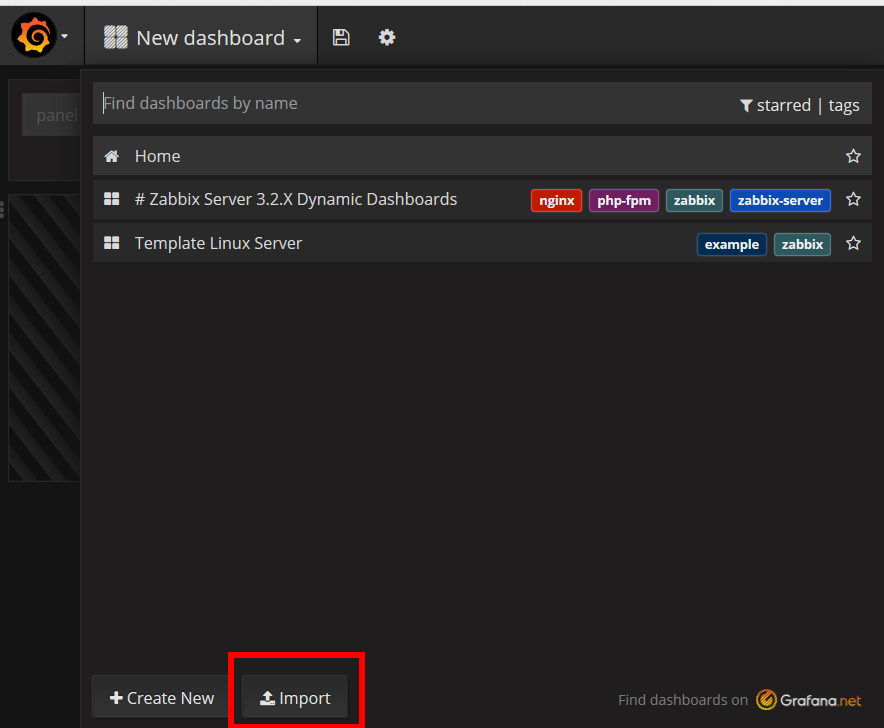 New dashboard
panel
Find dashboards by name
starred | tags
Home
# Zabbix Server 3.2.X Dynamic Dashboards nginx php-fpm zabbix zabbix-server
Template Linux Server example zabbix
Create New Import Find dashboards on Grafana.net